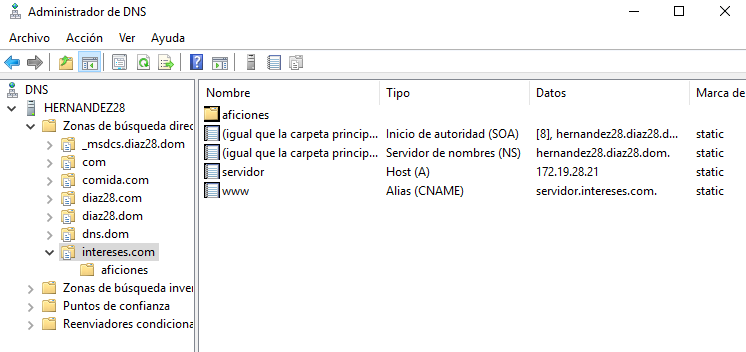 Administrador de DNS
Archivo Acción Ver Ayuda
DNS
HERNANDEZ28
Zonas de búsqueda direc
_msdcs.diaz28.dom
com
comida.com
diaz28.com
diaz28.dom
dns.dom
intereses.com
aficiones
Zonas de búsqueda inver
Puntos de confianza
Reenviadores condiciona
Nombre Tipo Datos Marca de
aficiones
(igual que la carpeta princip... Inicio de autoridad (SOA) [8], hernandez28.diaz28.d... static
(igual que la carpeta princip... Servidor de nombres (NS) hernandez28.diaz28.dom. static
servidor Host (A) 172.19.28.21 static
www Alias (CNAME) servidor.intereses.com. static